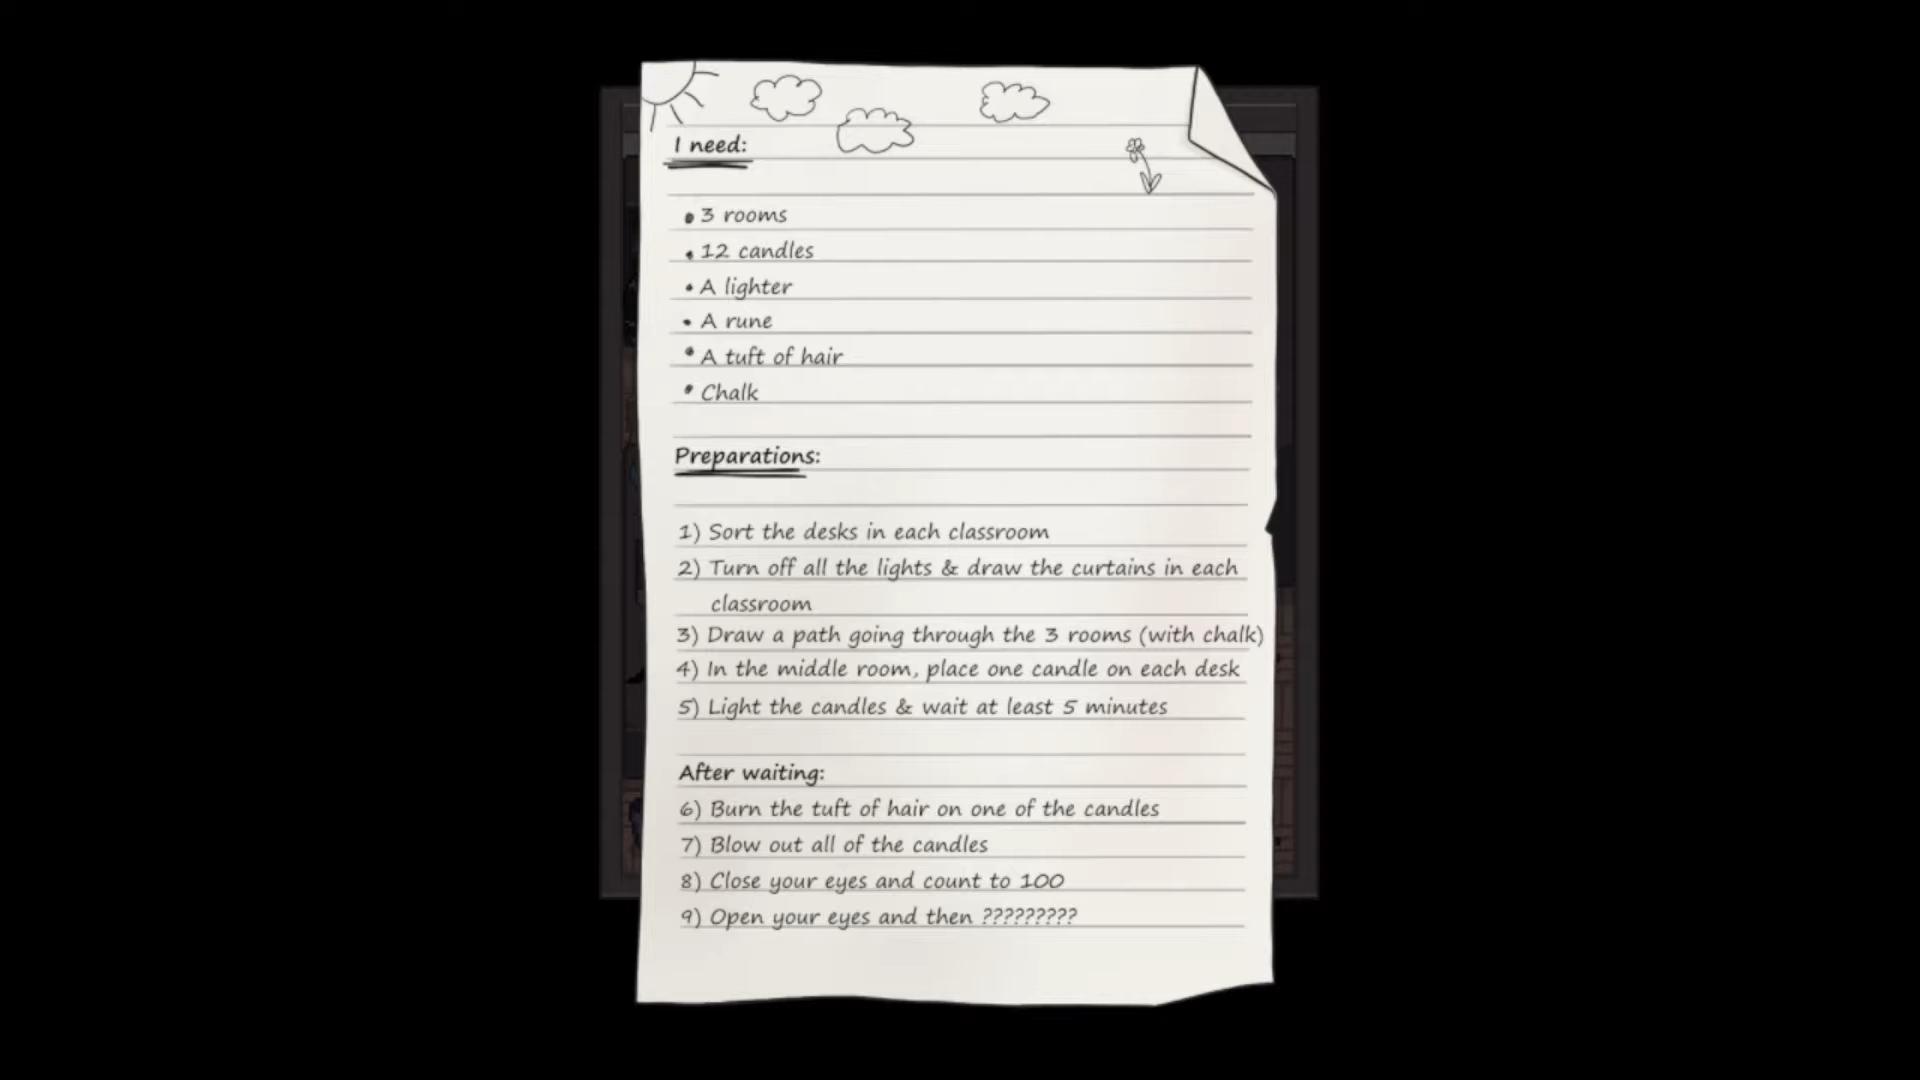 I need:
• 3 rooms
• 12 candles
• A lighter
• A rune
• A tuft of hair
• Chalk
Preparations:
1) Sort the desks in each classroom
2) Turn off all the lights & draw the curtains in each
classroom
3) Draw a path going through the 3 rooms (with chalk)
4) In the middle room, place one candle on each desk
5) Light the candles & wait at least 5 minutes
After waiting:
6) Burn the tuft of hair on one of the candles
7) Blow out all of the candles
8) Close your eyes and count to 100
9) Open your eyes and then ?????????